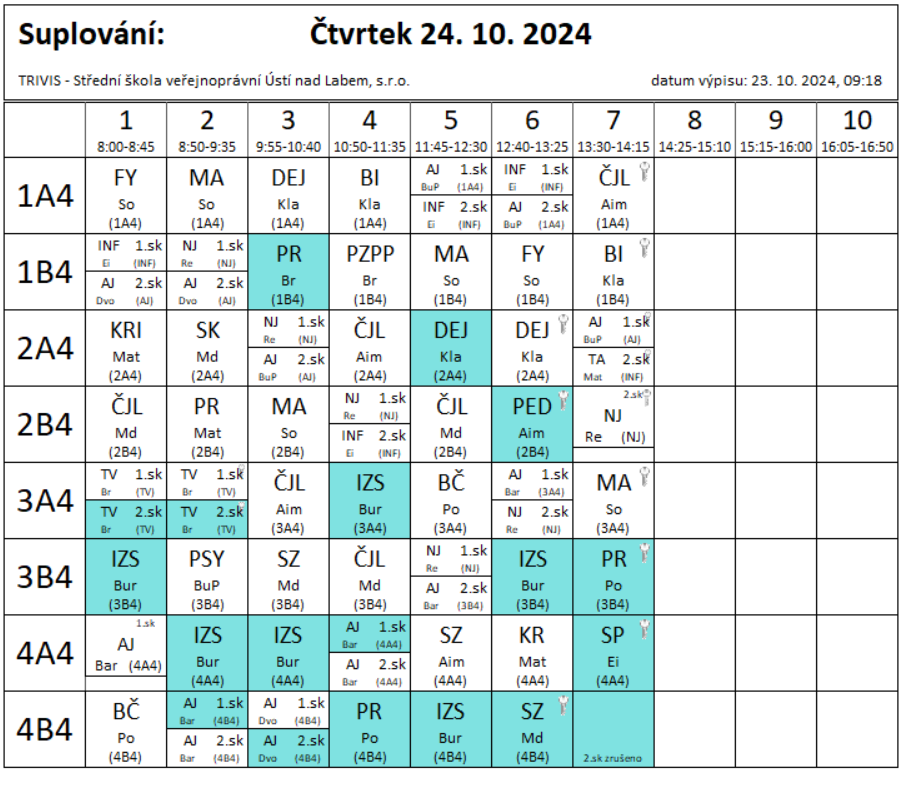 Suplování: Čtvrtek 24. 10. 2024
TRIVIS - Střední škola veřejnoprávní Ústí nad Labem, s.r.o. datum výpisu: 23. 10. 2024, 09:18
1 2 3 4 5 6 7 8 9 10
8:00-8:45 8:50-9:35 9:55-10:40 10:50-11:35 11:45-12:30 12:40-13:25 13:30-14:15 14:25-15:10 15:15-16:00 16:05-16:50
1A4
FY So (1A4)
MA So (1A4)
DEJ Kla (1A4)
BI Kla (1A4)
AJ 1.sk BuP (1A4)
INF 2.sk Ei (INF)
INF 1.sk Ei (INF)
AJ 2.sk BuP (1A4)
ČJL Aim (1A4)
1B4
INF 1.sk Ei (INF)
AJ 2.sk Dvo (AJ)
NJ 1.sk Re (NJ)
AJ 2.sk Dvo (AJ)
PR Br (1B4)
PZPP Br (1B4)
MA So (1B4)
FY So (1B4)
BI Kla (1B4)
2A4
KRI Mat (2A4)
SK Md (2A4)
NJ 1.sk Re (NJ)
AJ 2.sk BuP (AJ)
ČJL Aim (2A4)
DEJ Kla (2A4)
DEJ Kla (2A4)
AJ 1.sk BuP (AJ)
TA 2.sk Mat (INF)
2B4
ČJL Md (2B4)
PR Mat (2B4)
MA So (2B4)
NJ 1.sk Re (NJ)
INF 2.sk Ei (INF)
ČJL Md (2B4)
PED Aim (2B4)
2.sk NJ Re (NJ)
3A4
TV 1.sk Br (TV)
TV 2.sk Br (TV)
TV 1.sk Br (TV)
TV 2.sk Br (TV)
ČJL Aim (3A4)
IZS Bur (3A4)
BČ Po (3A4)
AJ 1.sk Bar (3A4)
NJ 2.sk Re (NJ)
MA So (3A4)
3B4
IZS Bur (3B4)
PSY BuP (3B4)
SZ Md (3B4)
ČJL Md (3B4)
NJ 1.sk Re (NJ)
AJ 2.sk Bar (3B4)
IZS Bur (3B4)
PR Po (3B4)
4A4
1.sk AJ Bar (4A4)
IZS Bur (4A4)
IZS Bur (4A4)
AJ 1.sk Bar (4A4)
AJ 2.sk Bar (4A4)
SZ Aim (4A4)
KR Mat (4A4)
SP Ei (4A4)
4B4
BČ Po (4B4)
AJ 1.sk Bar (4B4)
AJ 2.sk Bar (4B4)
AJ 1.sk Dvo (4B4)
AJ 2.sk Dvo (4B4)
PR Po (4B4)
IZS Bur (4B4)
SZ Md (4B4)
2.sk zrušeno